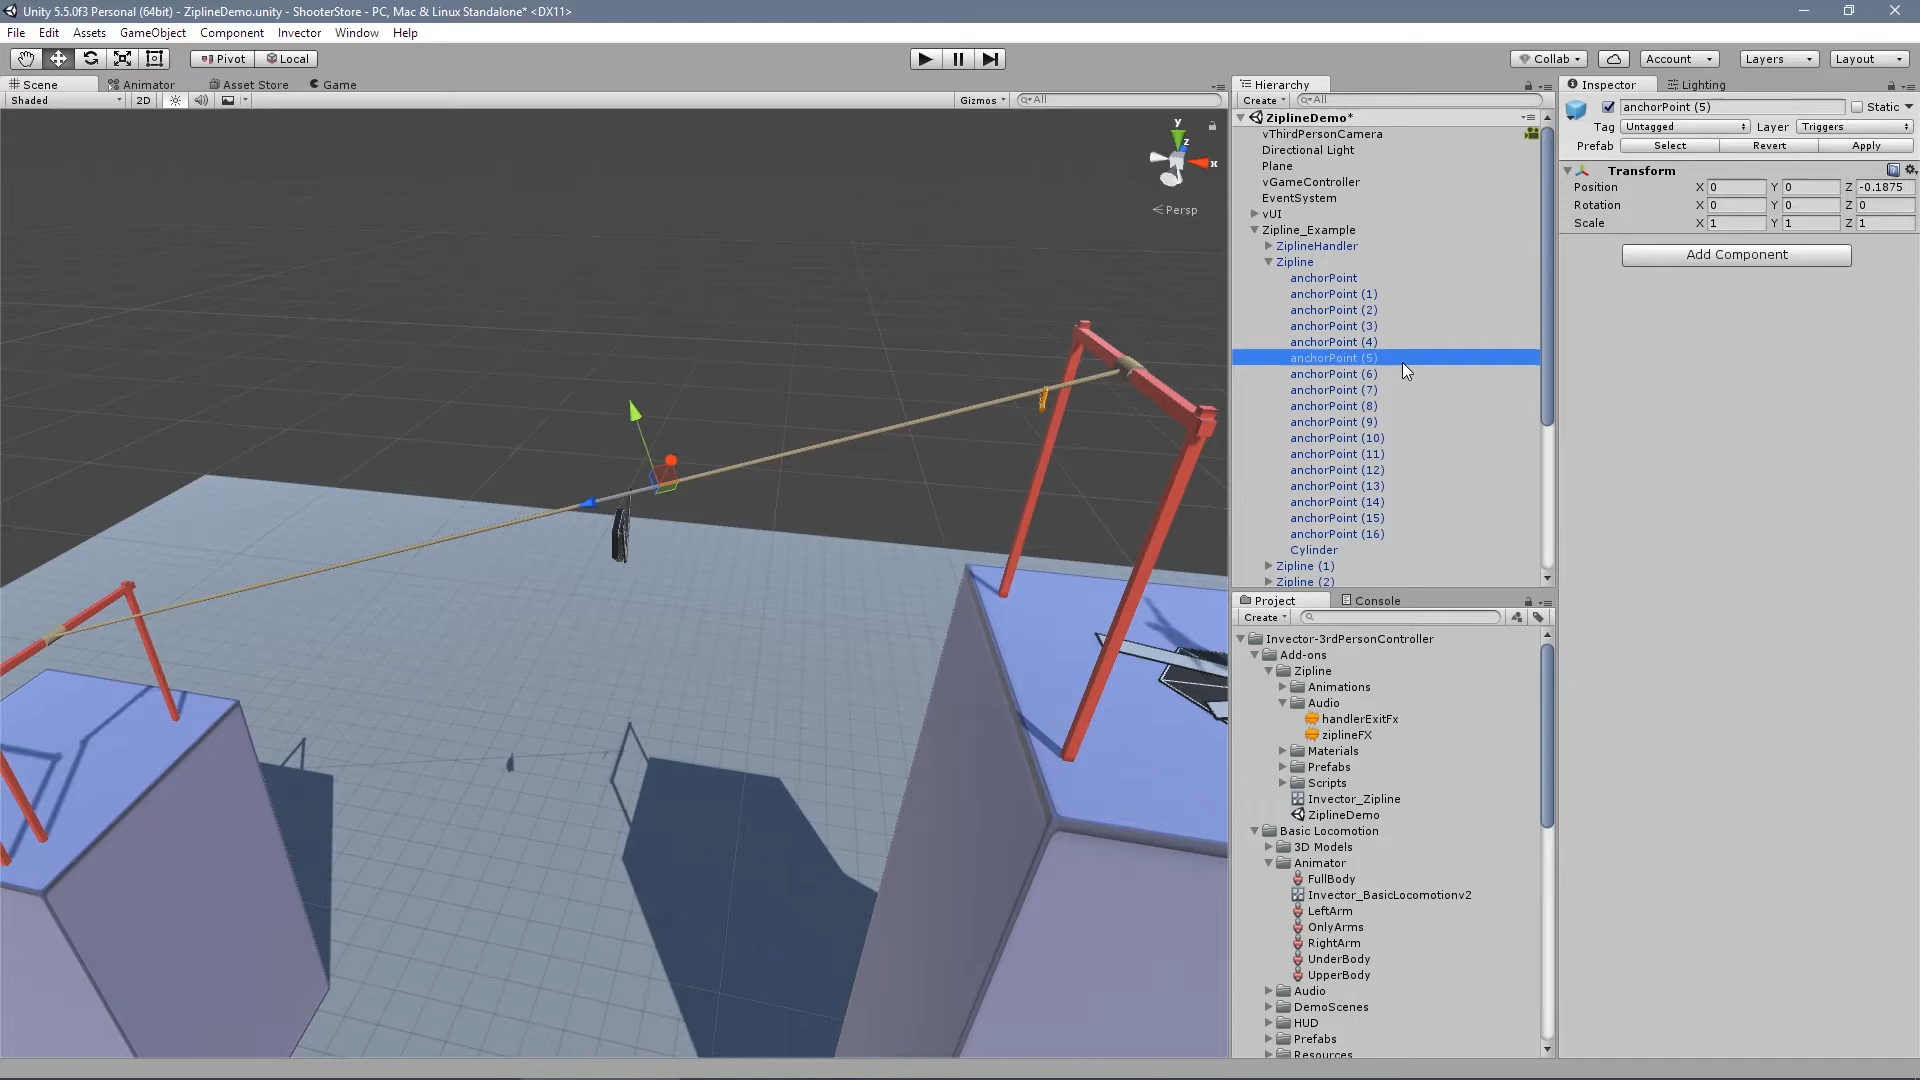 Unity 5.5.0f3 Personal (64bit) - ZiplineDemo.unity - ShooterStore - PC, Mac & Linux Standalone* <DX11>
File Edit Assets GameObject Component Invector Window Help
Pivot Local Collab Account Layers Layout
Scene Animator Asset Store Game
Shaded 2D Gizmos All
y
z
x
Persp
Hierarchy
Create All
ZiplineDemo*
vThirdPersonCamera
Directional Light
Plane
vGameController
EventSystem
vUI
Zipline_Example
ZiplineHandler
Zipline
anchorPoint
anchorPoint (1)
anchorPoint (2)
anchorPoint (3)
anchorPoint (4)
anchorPoint (5)
anchorPoint (6)
anchorPoint (7)
anchorPoint (8)
anchorPoint (9)
anchorPoint (10)
anchorPoint (11)
anchorPoint (12)
anchorPoint (13)
anchorPoint (14)
anchorPoint (15)
anchorPoint (16)
Cylinder
Zipline (1)
Zipline (2)
Project Console
Create
Invector-3rdPersonController
Add-ons
Zipline
Animations
Audio
handlerExitFx
ziplineFX
Materials
Prefabs
Scripts
Invector_Zipline
ZiplineDemo
Basic Locomotion
3D Models
Animator
FullBody
Invector_BasicLocomotionv2
LeftArm
OnlyArms
RightArm
UnderBody
UpperBody
Audio
DemoScenes
HUD
Prefabs
Resources
Inspector Lighting
anchorPoint (5) Static
Tag Untagged Layer Triggers
Prefab Select Revert Apply
Transform
Position X 0 Y 0 Z -0.1875
Rotation X 0 Y 0 Z 0
Scale X 1 Y 1 Z 1
Add Component